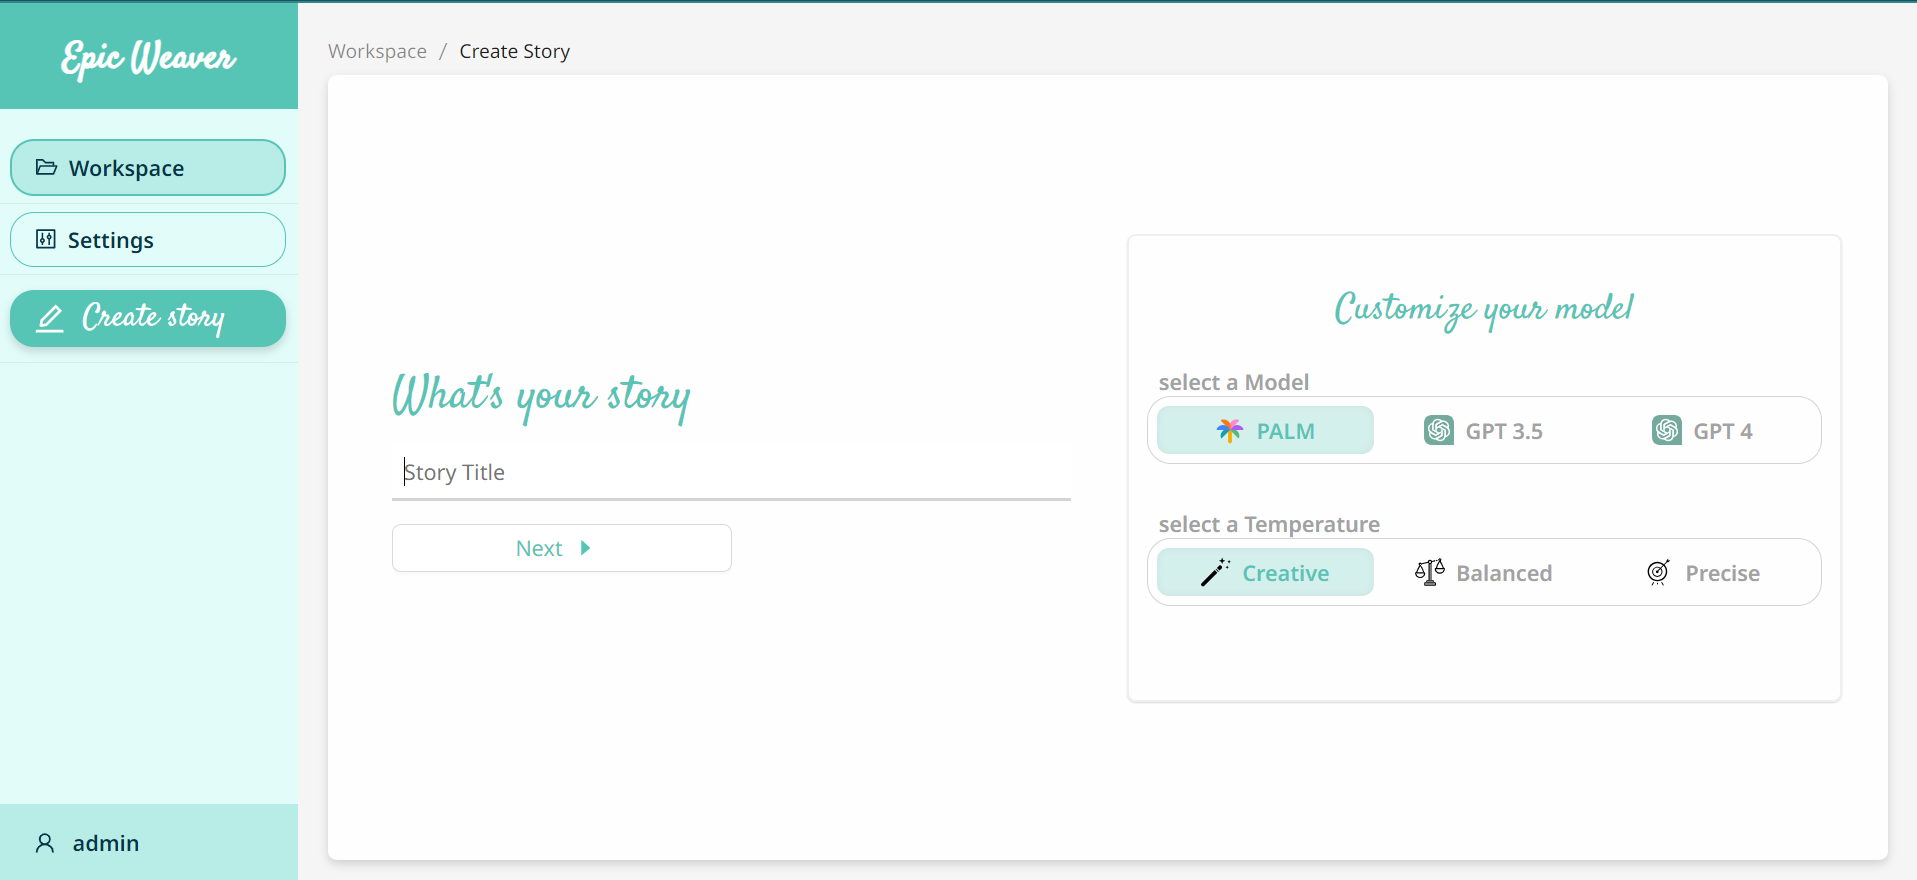 Epic Weaver
Workspace
Settings
Create story
admin
Workspace / Create Story
What's your story
Story Title
Next
Customize your model
select a Model
PALM GPT 3.5 GPT 4
select a Temperature
Creative Balanced Precise